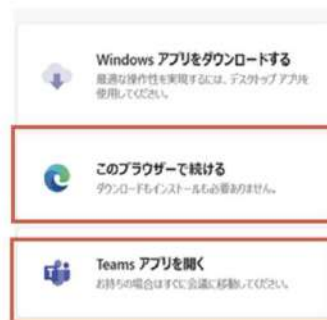 Windows アプリをダウンロードする
最適な操作性を実現するには、デスクトップ アプリを
使用してください。
このブラウザーで続ける
ダウンロードもインストールも必要ありません。
Teams アプリを開く
お持ちの場合はすぐに会議に移動してください。